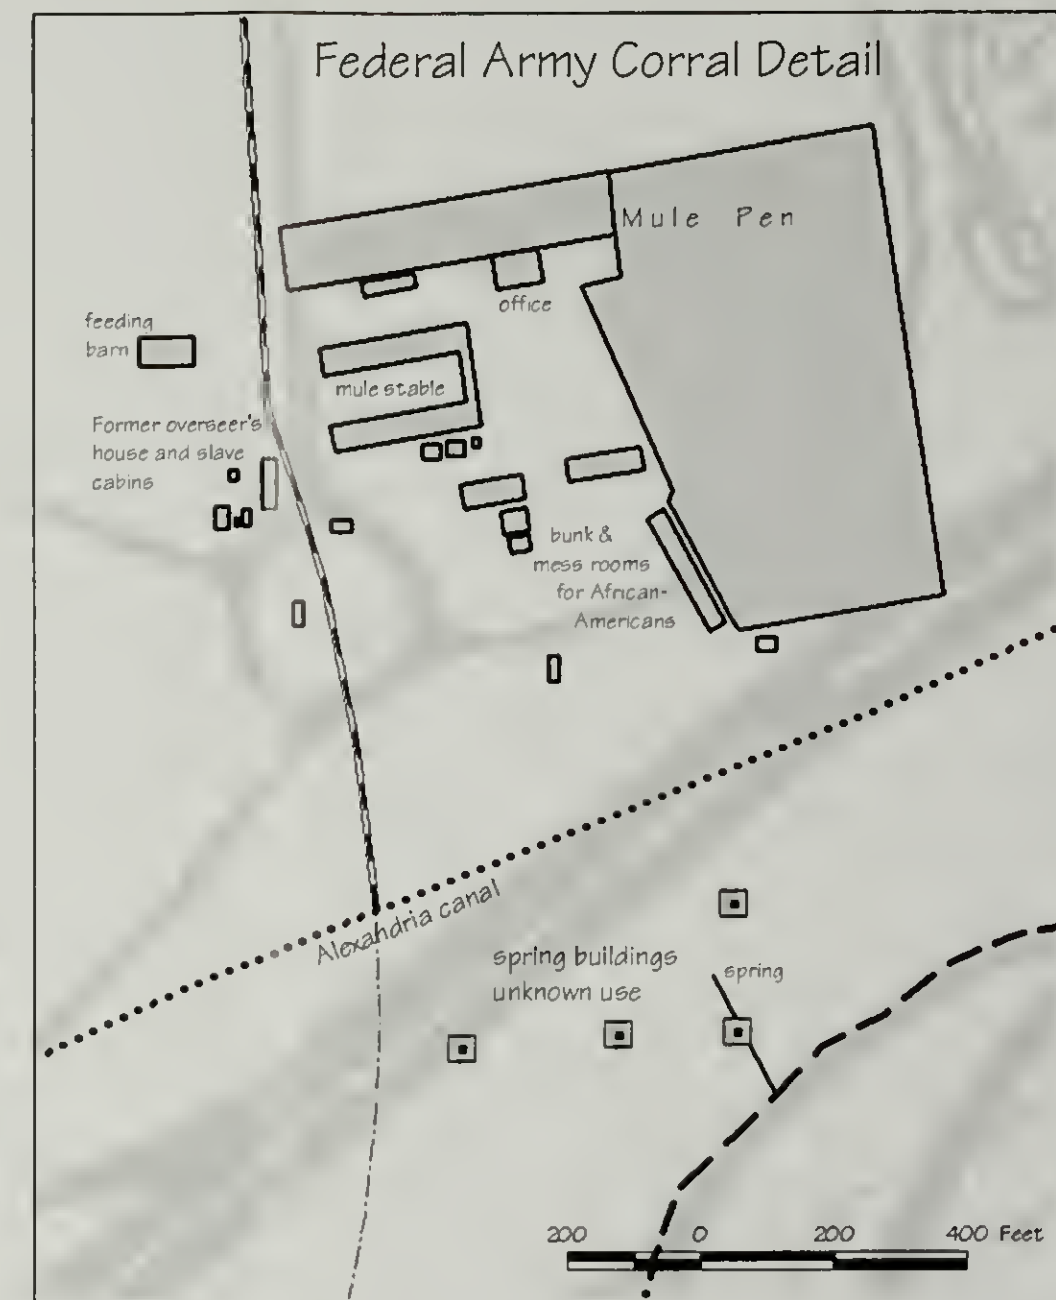 Federal Army Corral Detail
Mule Pen
office
feeding
barn
mule stable
Former overseer's
house and slave
cabins
bunk &
mess rooms
for African-
Americans
Alexandria canal
spring buildings
unknown use
spring
200 0 200 400 Feet